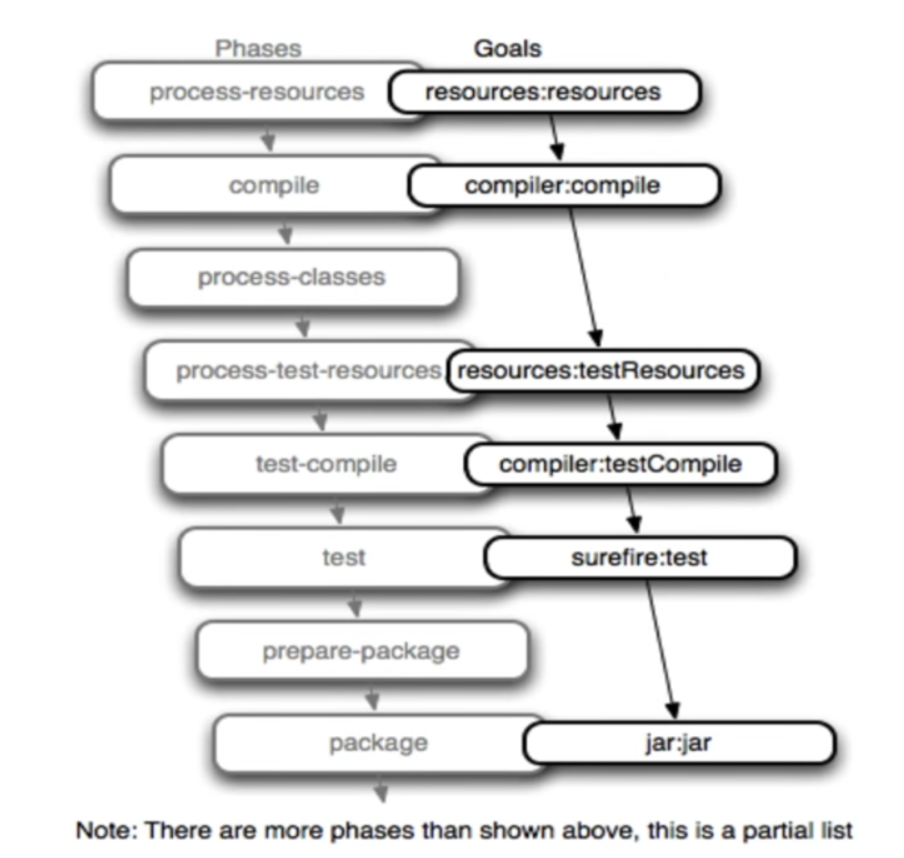 Phases Goals
process-resources resources:resources
compile compiler:compile
process-classes
process-test-resources resources:testResources
test-compile compiler:testCompile
test surefire:test
prepare-package
package jar:jar
Note: There are more phases than shown above, this is a partial list